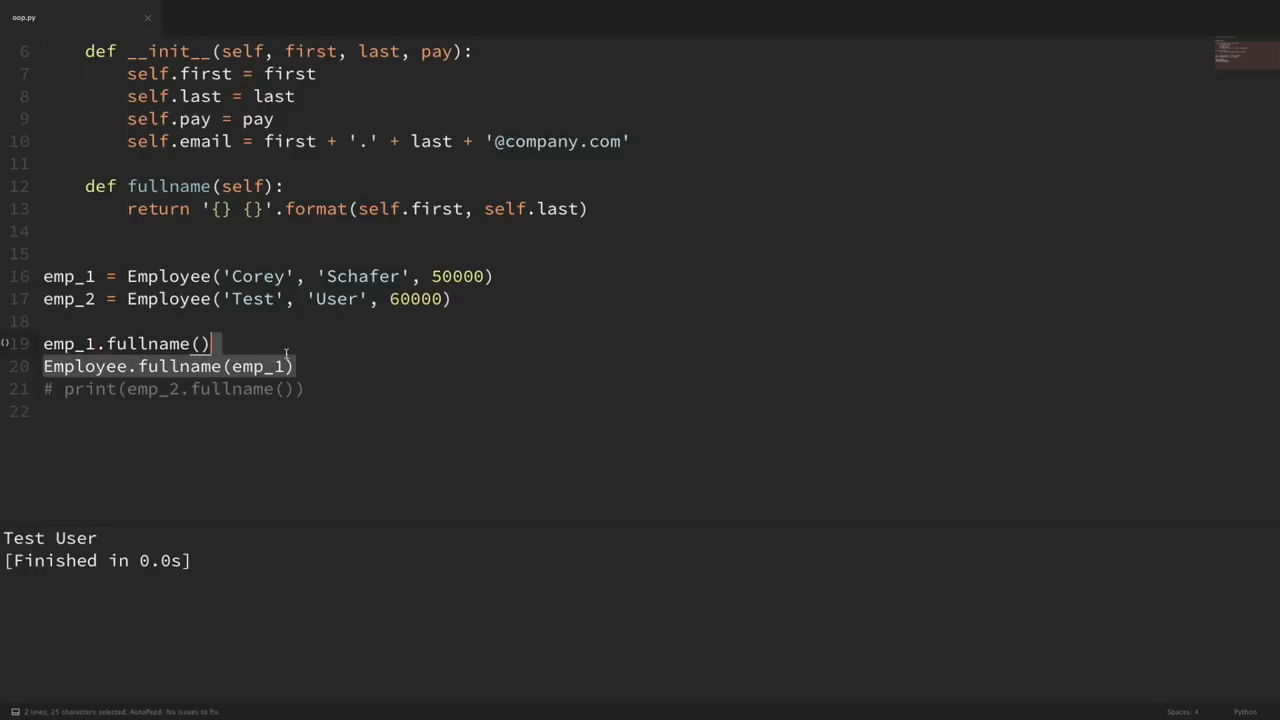 oop.py ×
6 def __init__(self, first, last, pay):
7 self.first = first
8 self.last = last
9 self.pay = pay
10 self.email = first + '.' + last + '@company.com'
11
12 def fullname(self):
13 return '{} {}'.format(self.first, self.last)
14
15
16 emp_1 = Employee('Corey', 'Schafer', 50000)
17 emp_2 = Employee('Test', 'User', 60000)
18
() 19 emp_1.fullname()
20 Employee.fullname(emp_1)
21 # print(emp_2.fullname())
22
Test User
[Finished in 0.0s]
2 lines, 25 characters selected; AutoPep8: No issues to fix. Spaces: 4 Python